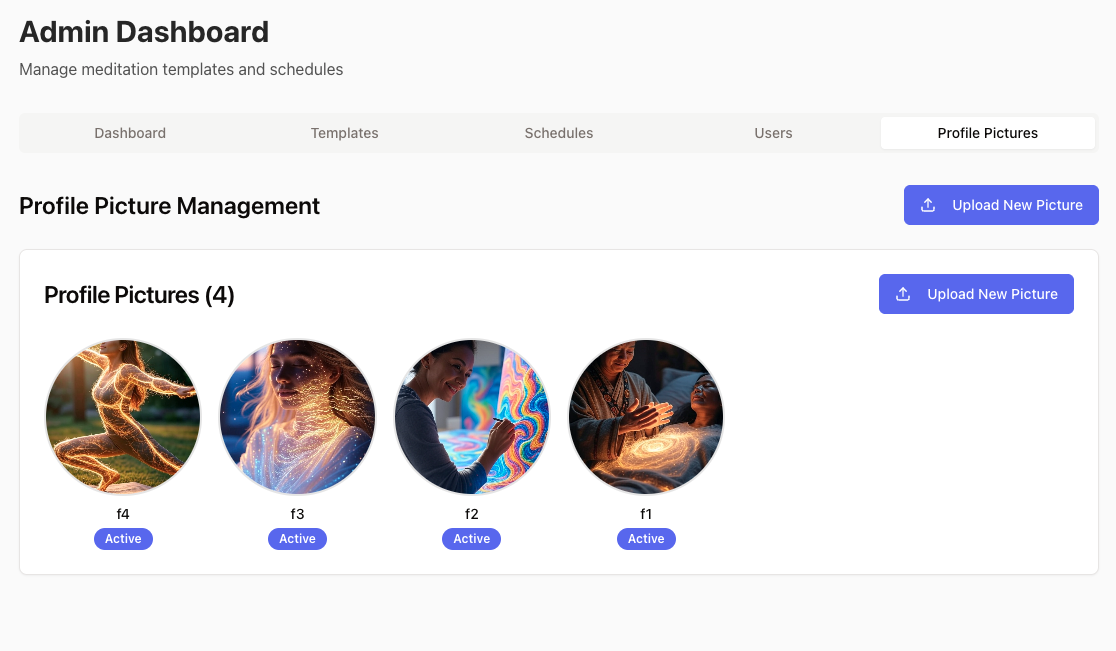 Admin Dashboard
Manage meditation templates and schedules
Dashboard
Templates
Schedules
Users
Profile Pictures
Profile Picture Management
Upload New Picture
Profile Pictures (4)
Upload New Picture
f4
f3
f2
f1
Active
Active
Active
Active